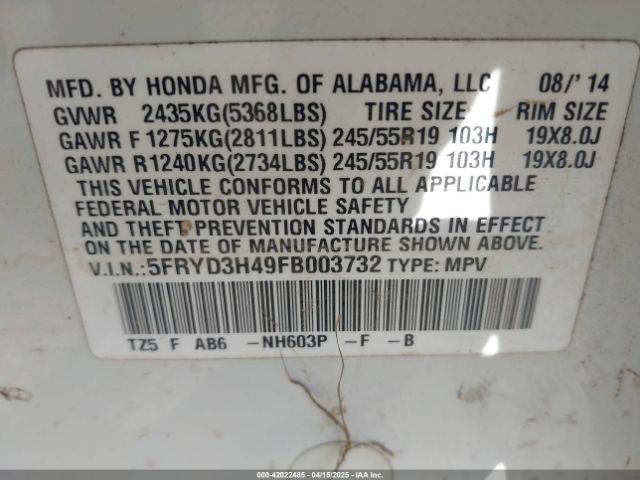 MFD. BY HONDA MFG. OF ALABAMA, LLC 08/' 14
GVWR 2435KG(5368LBS) TIRE SIZE RIM SIZE
GAWR F 1275KG(2811LBS) 245/55R19 103H 19X8.0J
GAWR R1240KG(2734LBS) 245/55R19 103H 19X8.0J
THIS VEHICLE CONFORMS TO ALL APPLICABLE
FEDERAL MOTOR VEHICLE SAFETY
AND THEFT PREVENTION STANDARDS IN EFFECT
ON THE DATE OF MANUFACTURE SHOWN ABOVE.
V.I.N.:5FRYD3H49FB003732 TYPE: MPV
TZ5 F AB6 -NH603P -F -B
000-42022485 - 04/15/2025 - IAAI.COM